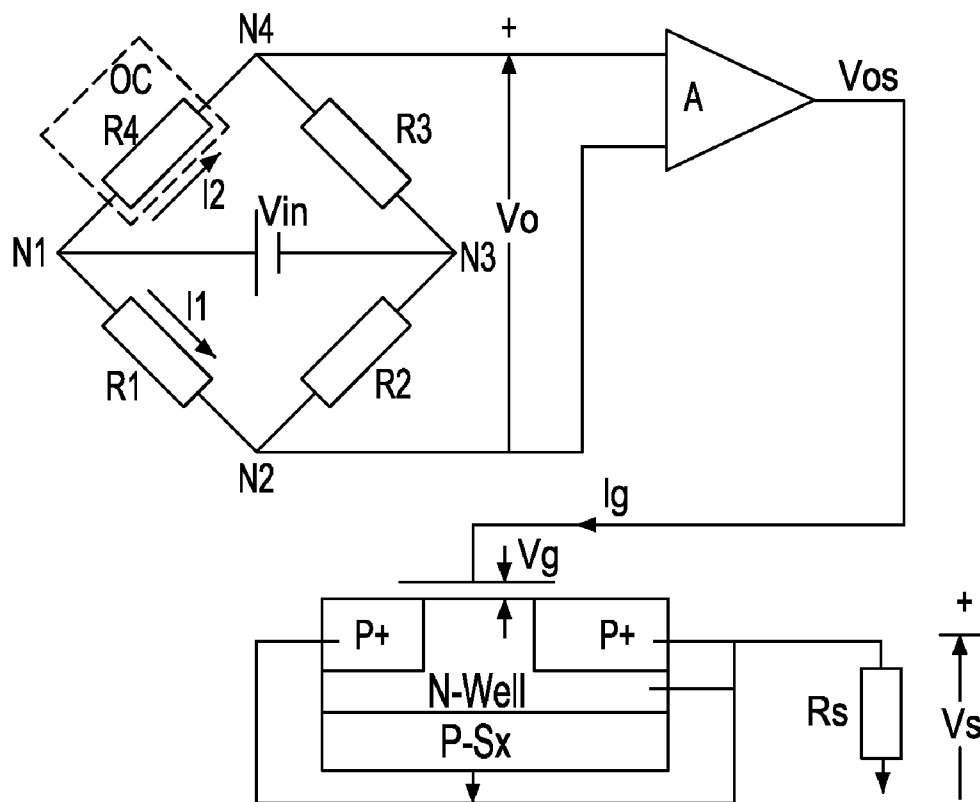 N4
+
OC
A
Vos
R4
R3
I2
Vin
Vo
N1
N3
I1
R1
R2
N2
Ig
Vg
+
P+
P+
N-Well
Rs
Vs
P-Sx